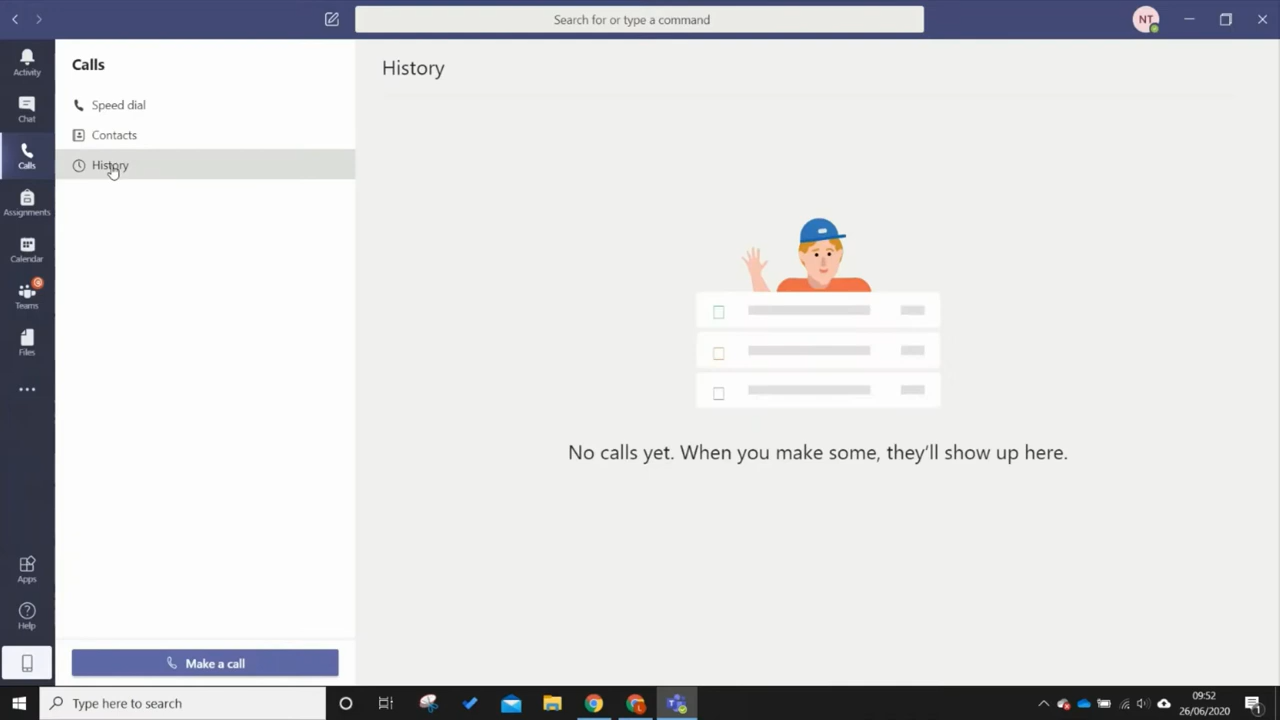 Search for or type a command
NT
Activity
Chat
Calls
Assignments
Calendar
Teams
Files
Apps
Help
Calls
Speed dial
Contacts
History
Make a call
History
No calls yet. When you make some, they'll show up here.
Type here to search
09:52
26/06/2020
1